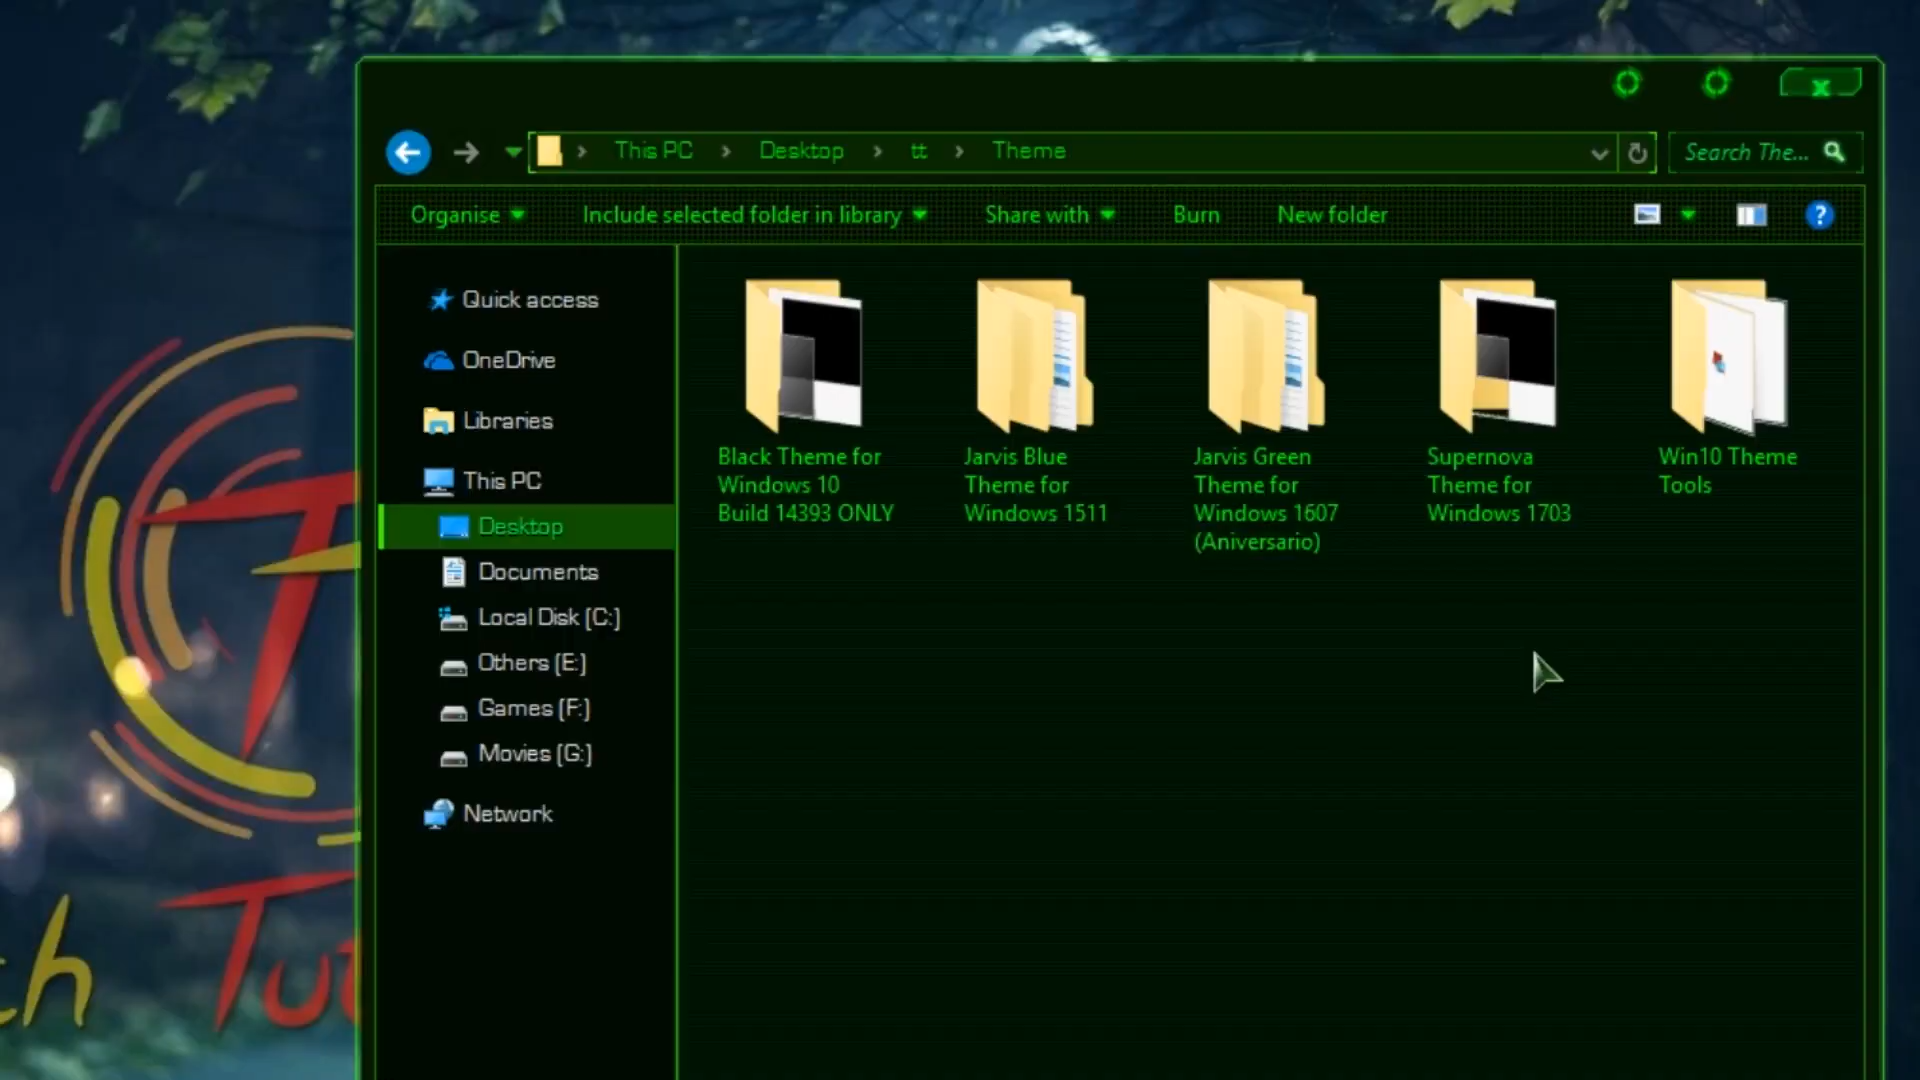 x
This PC
Desktop
tt
Theme
Search The...
Organise
Include selected folder in library
Share with
Burn
New folder
?
Quick access
OneDrive
Libraries
This PC
Desktop
Documents
Local Disk (C:)
Others (E:)
Games (F:)
Movies (G:)
Network
Black Theme for
Windows 10
Build 14393 ONLY
Jarvis Blue
Theme for
Windows 1511
Jarvis Green
Theme for
Windows 1607
(Aniversario)
Supernova
Theme for
Windows 1703
Win10 Theme
Tools